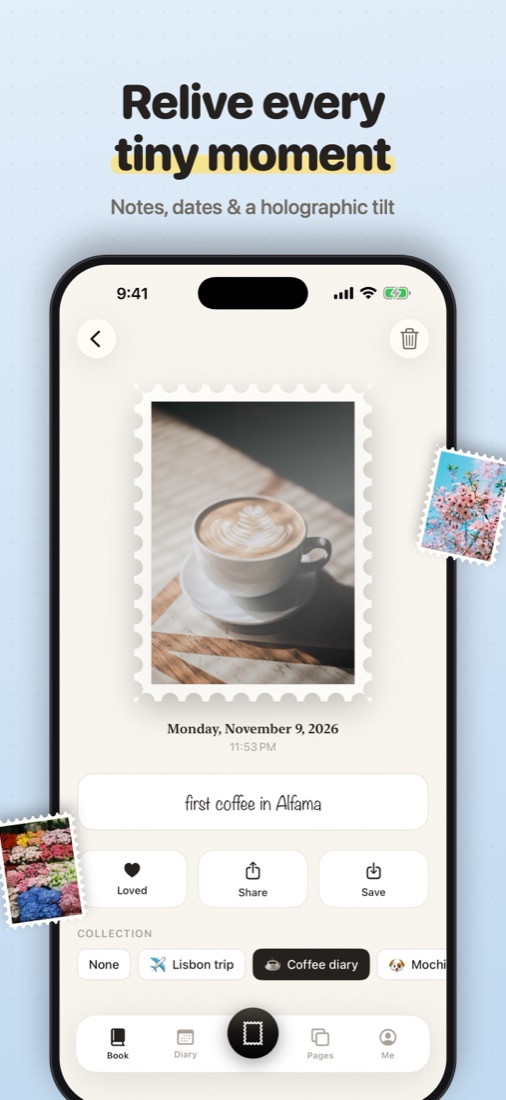 Relive every
tiny moment
Notes, dates & a holographic tilt
9:41
Monday, November 9, 2026
11:53 PM
first coffee in Alfama
Loved
Share
Save
COLLECTION
None
Lisbon trip
Coffee diary
Mochi
Book
Diary
Pages
Me